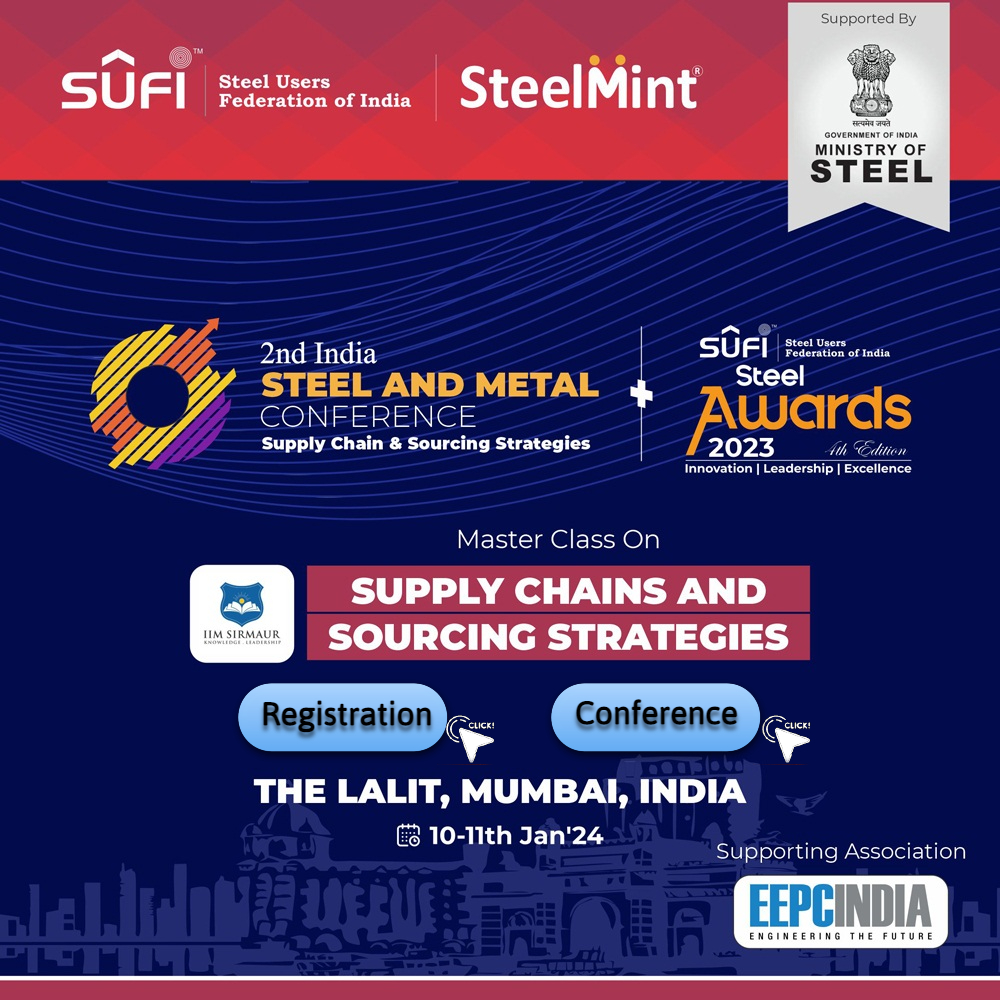 SÛFI™
Steel Users
Federation of India
SteelMint®
Supported By
सत्यमेव जयते
GOVERNMENT OF INDIA
MINISTRY OF
STEEL
2nd India
STEEL AND METAL
CONFERENCE
Supply Chain & Sourcing Strategies
SÛFI™
Steel Users
Federation of India
Steel
Awards
2023
4th Edition
Innovation | Leadership | Excellence
Master Class On
IIM SIRMAUR
KNOWLEDGE . LEADERSHIP
SUPPLY CHAINS AND
SOURCING STRATEGIES
Registration
CLICK!
Conference
CLICK!
THE LALIT, MUMBAI, INDIA
10-11th Jan'24
Supporting Association
EEPCINDIA
ENGINEERING THE FUTURE